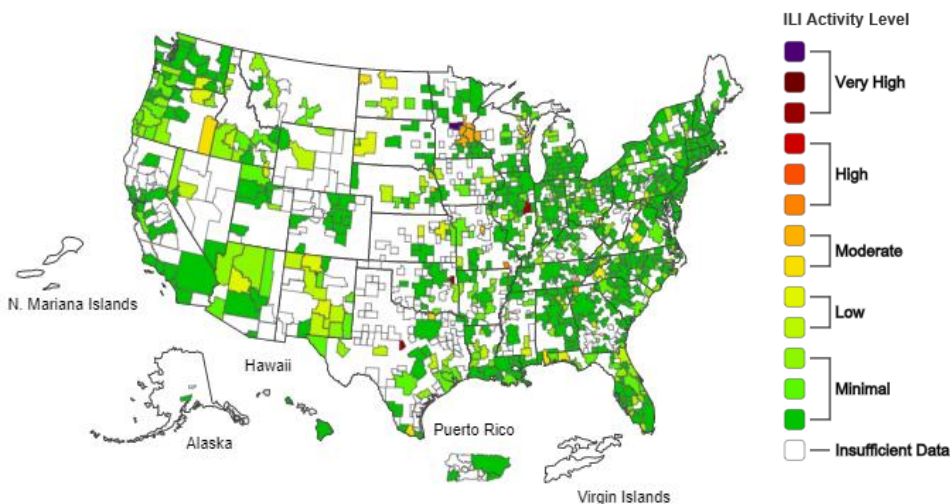 ILI Activity Level
Very High
High
Moderate
Low
Minimal
Insufficient Data
N. Mariana Islands
Hawaii
Alaska
Puerto Rico
Virgin Islands